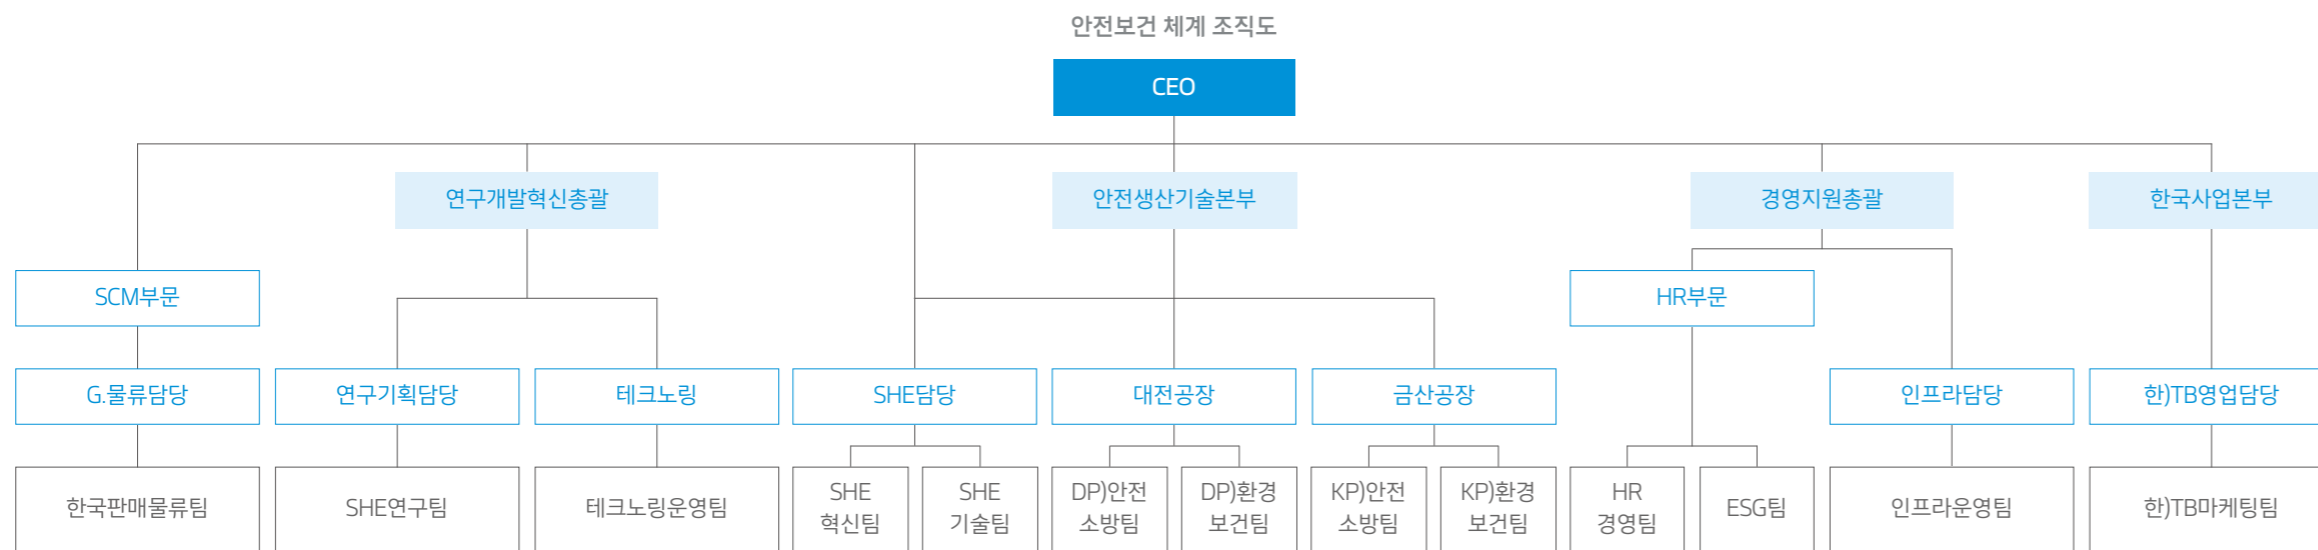 안전보건 체계 조직도
CEO
연구개발혁신총괄
안전생산기술본부
경영지원총괄
한국사업본부
SCM부문
HR부문
G.물류담당
연구기획담당
테크노링
SHE담당
대전공장
금산공장
인프라담당
한)TB영업담당
한국판매물류팀
SHE연구팀
테크노링운영팀
SHE
혁신팀
SHE
기술팀
DP)안전
소방팀
DP)환경
보건팀
KP)안전
소방팀
KP)환경
보건팀
HR
경영팀
ESG팀
인프라운영팀
한)TB마케팅팀